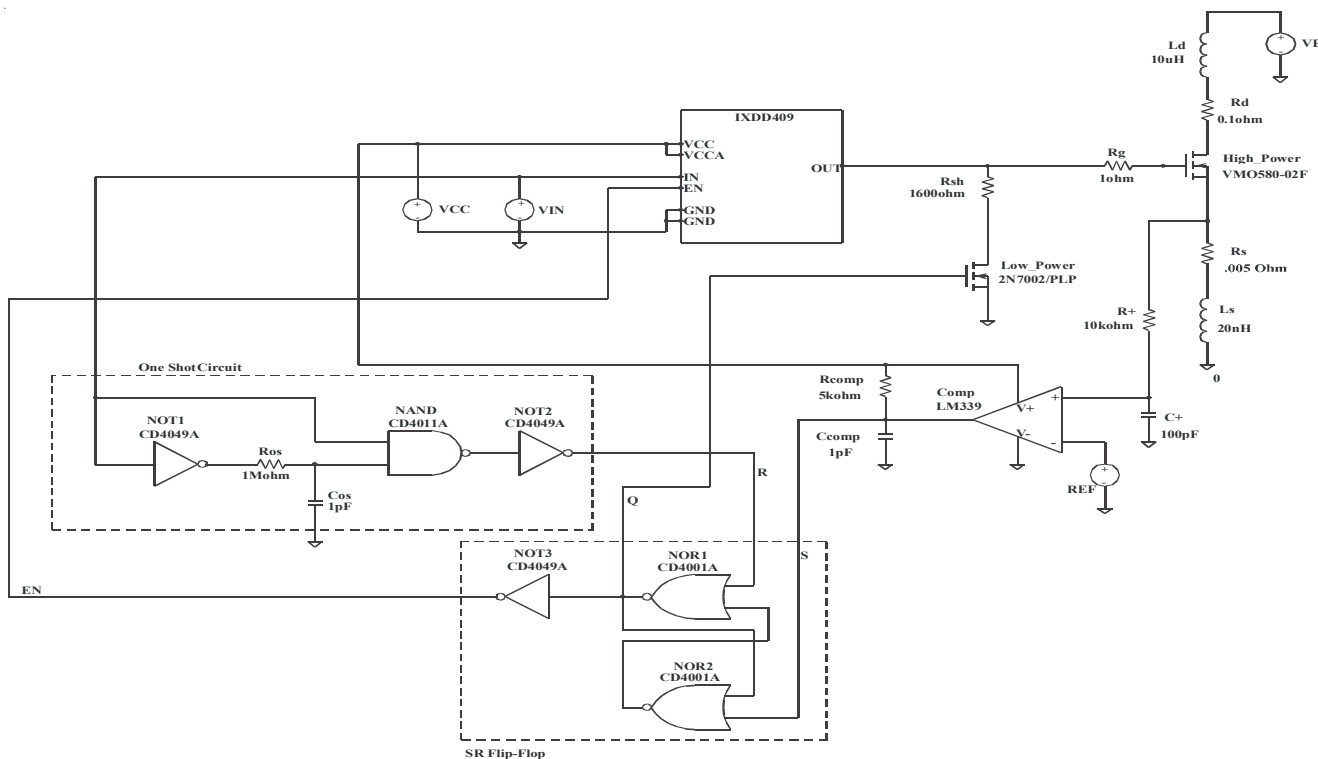 Ld
10uH
VB
Rd
0.1ohm
IXDD409
VCC
VCCA
IN
EN
GND
GND
OUT
VCC
VIN
Rg
1ohm
High_Power
VMO580-02F
Rsh
1600ohm
Rs
.005 Ohm
Low_Power
2N7002/PLP
R+
10kohm
Ls
20nH
0
One ShotCircuit
Rcomp
5kohm
Comp
LM339
V+
V-
+
-
C+
100pF
Ccomp
1pF
REF
NOT1
CD4049A
NAND
CD4011A
NOT2
CD4049A
Ros
1Mohm
Cos
1pF
R
Q
S
EN
NOT3
CD4049A
NOR1
CD4001A
NOR2
CD4001A
SR Flip-Flop